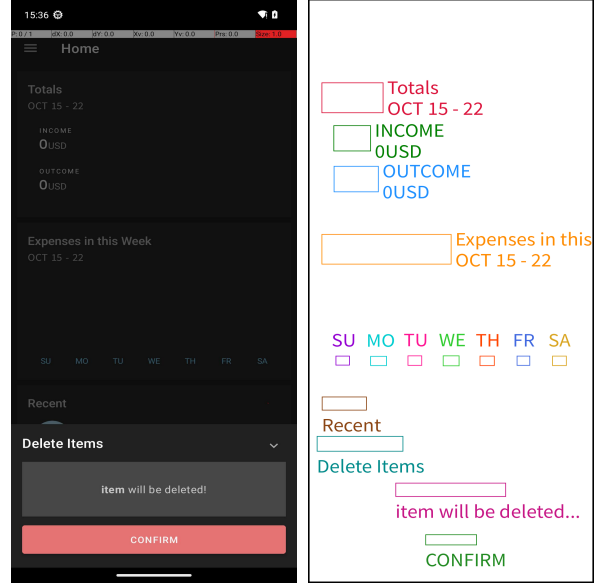 15:36
P: 0 / 1 dX: 0.0 dY: 0.0 Xv: 0.0 Yv: 0.0 Prs: 0.0 Size: 1.0
Home
Totals
OCT 15 - 22
INCOME
0USD
OUTCOME
0USD
Expenses in this Week
OCT 15 - 22
SU MO TU WE TH FR SA
Recent
Delete Items
item will be deleted!
CONFIRM
Totals
OCT 15 - 22
INCOME
0USD
OUTCOME
0USD
Expenses in this
OCT 15 - 22
SU MO TU WE TH FR SA
Recent
Delete Items
item will be deleted...
CONFIRM